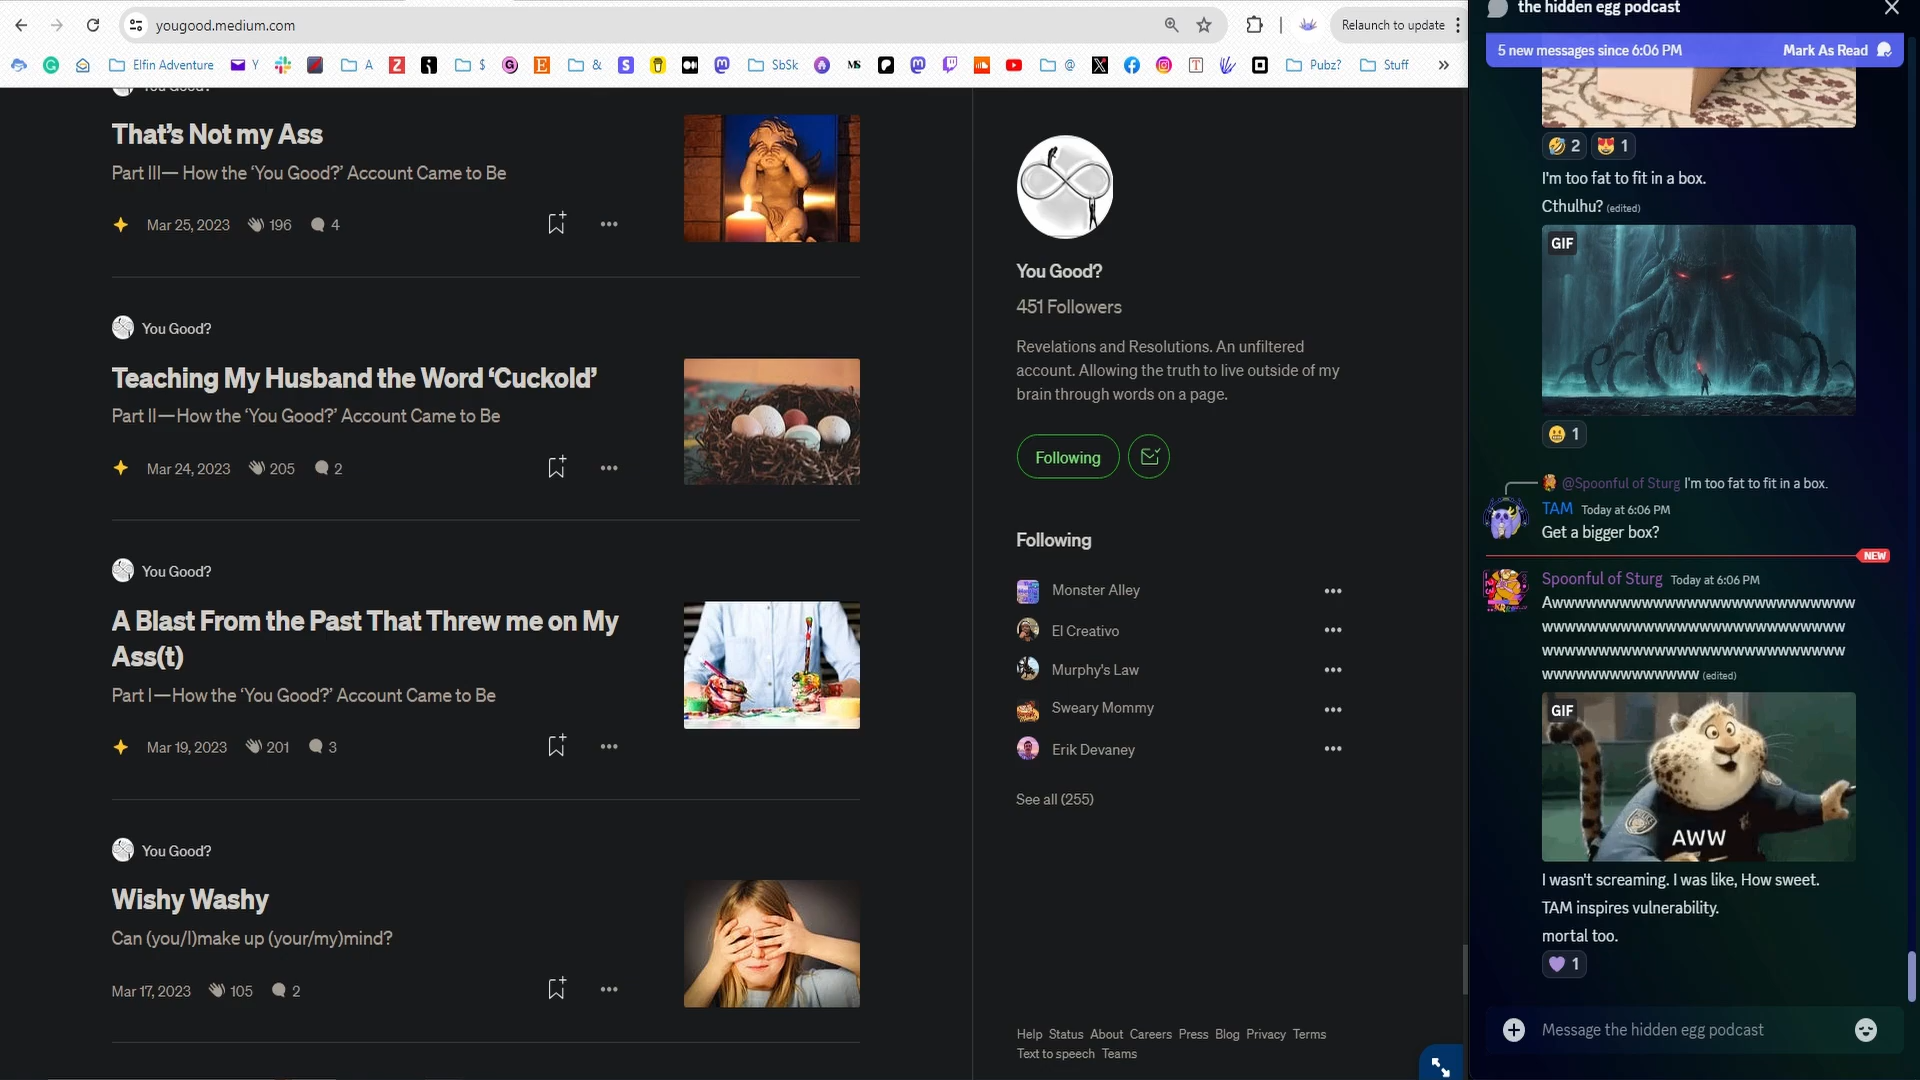 yougood.medium.com
Relaunch to update
Elfin Adventure
Y
A
$
&
SbSk
@
Pubz?
Stuff
»
You Good?
That's Not my Ass
Part III— How the 'You Good?' Account Came to Be
Mar 25, 2023
196
4
You Good?
Teaching My Husband the Word 'Cuckold'
Part II—How the 'You Good?' Account Came to Be
Mar 24, 2023
205
2
You Good?
A Blast From the Past That Threw me on My
Ass(t)
Part I—How the 'You Good?' Account Came to Be
Mar 19, 2023
201
3
You Good?
Wishy Washy
Can (you/I)make up (your/my)mind?
Mar 17, 2023
105
2
You Good?
451 Followers
Revelations and Resolutions. An unfiltered
account. Allowing the truth to live outside of my
brain through words on a page.
Following
Following
Monster Alley
El Creativo
Murphy's Law
Sweary Mommy
Erik Devaney
See all (255)
Help Status About Careers Press Blog Privacy Terms
Text to speech Teams
the hidden egg podcast
5 new messages since 6:06 PM
Mark As Read
2
1
I'm too fat to fit in a box.
Cthulhu? (edited)
GIF
1
@Spoonful of Sturg I'm too fat to fit in a box.
TAM Today at 6:06 PM
Get a bigger box?
NEW
Spoonful of Sturg Today at 6:06 PM
Awwwwwwwwwwwwwwwwwwwwwwwwwww
wwwwwwwwwwwwwwwwwwwwwwwwwww
wwwwwwwwwwwwwwwwwwwwwwwwwww
wwwwwwwwwwwwww (edited)
GIF
AWW
I wasn't screaming. I was like, How sweet.
TAM inspires vulnerability.
mortal too.
1
Message the hidden egg podcast